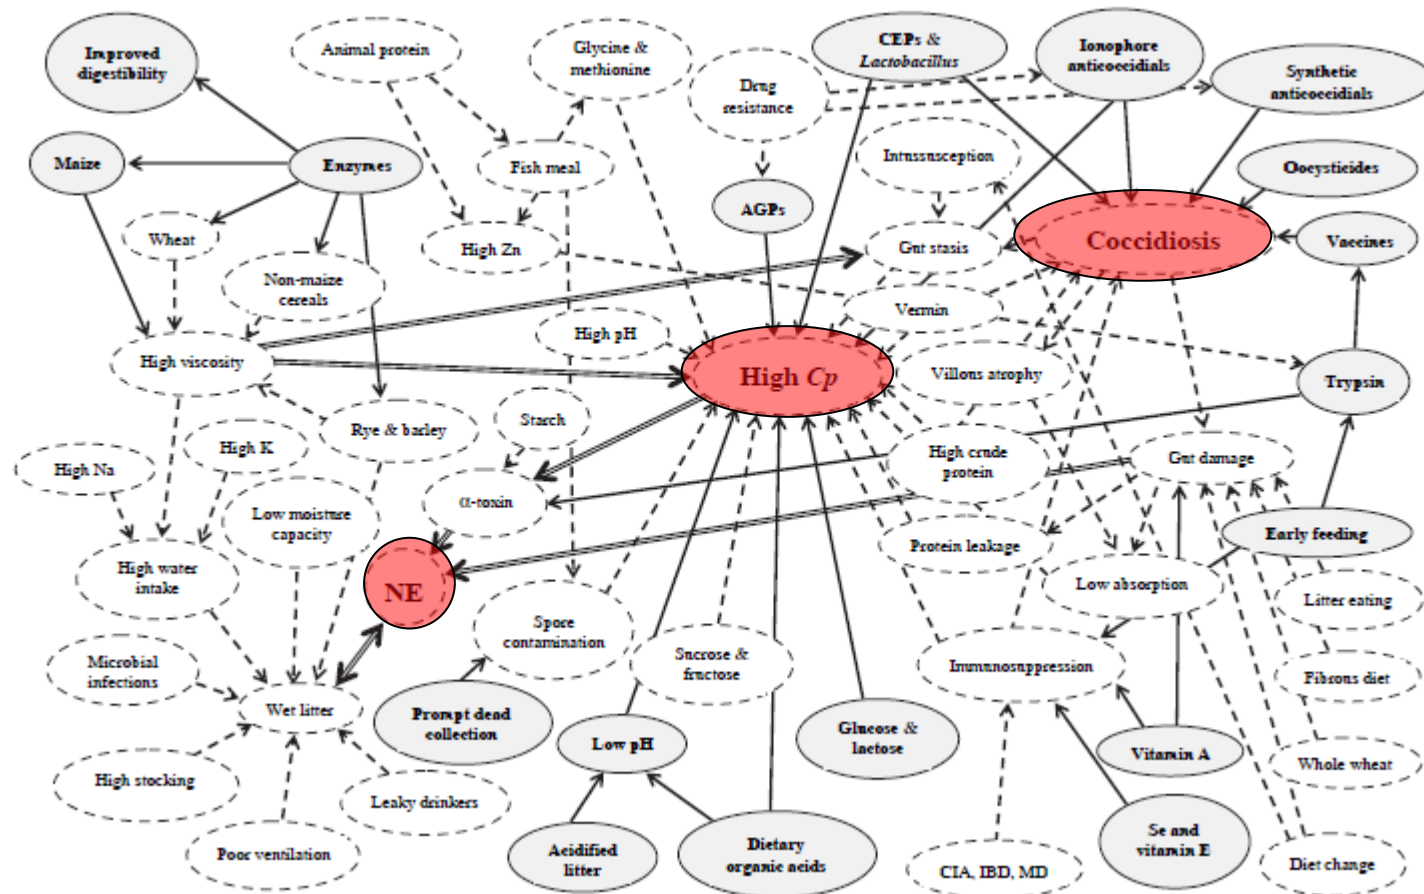 Improved
digestibility
Animal protein
Glycine &
methionine
CEPs &
Lactobacillus
Ionophore
anticoccidials
Drug
resistance
Synthetic
anticoccidials
Maize
Enzymes
Fish meal
Intussusception
Oocysticides
AGPs
Wheat
High Zn
Gut stasis
Coccidiosis
Vaccines
Non-maize
cereals
Vermin
High pH
High viscosity
High Cp
Villous atrophy
Trypsin
Starch
Rye & barley
High K
High Na
High crude
protein
Gut damage
α-toxin
Low moisture
capacity
Early feeding
Protein leakage
High water
intake
NE
Low absorption
Litter eating
Spore
contamination
Sucrose &
fructose
Immunosuppression
Microbial
infections
Fibrous diet
Wet litter
Prompt dead
collection
Low pH
Glucose &
lactose
Vitamin A
Whole wheat
High stocking
Leaky drinkers
Se and
vitamin E
Poor ventilation
Acidified
litter
Dietary
organic acids
CIA, IBD, MD
Diet change